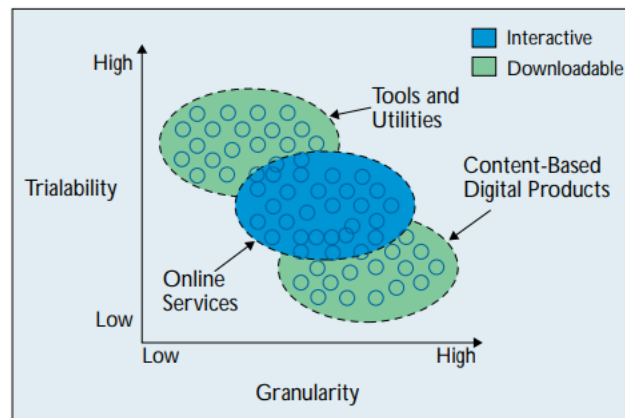 Interactive
Downloadable
High
Tools and
Utilities
Content-Based
Digital Products
Trialability
Online
Services
Low
Low
High
Granularity